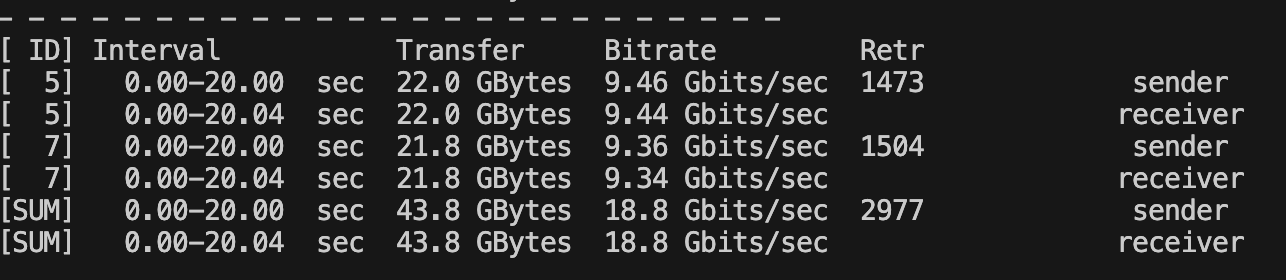 - - - - - - - - - - - - - - - - - - - - - - - - -
[ ID] Interval           Transfer     Bitrate         Retr
[  5]   0.00-20.00  sec  22.0 GBytes  9.46 Gbits/sec  1473             sender
[  5]   0.00-20.04  sec  22.0 GBytes  9.44 Gbits/sec                  receiver
[  7]   0.00-20.00  sec  21.8 GBytes  9.36 Gbits/sec  1504             sender
[  7]   0.00-20.04  sec  21.8 GBytes  9.34 Gbits/sec                  receiver
[SUM]   0.00-20.00  sec  43.8 GBytes  18.8 Gbits/sec  2977             sender
[SUM]   0.00-20.04  sec  43.8 GBytes  18.8 Gbits/sec                  receiver